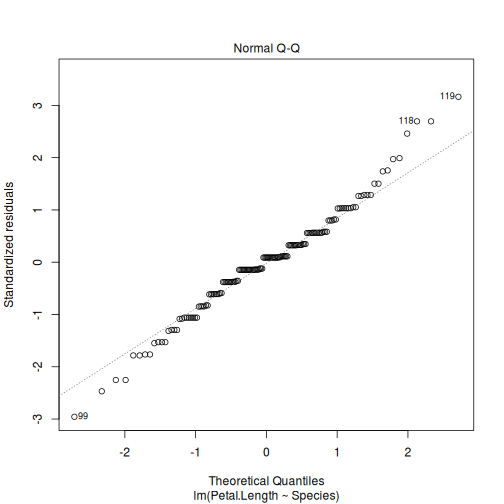 Normal Q-Q
119
118
99
3
2
1
0
-1
-2
-3
Standardized residuals
-2 -1 0 1 2
Theoretical Quantiles
lm(Petal.Length ~ Species)